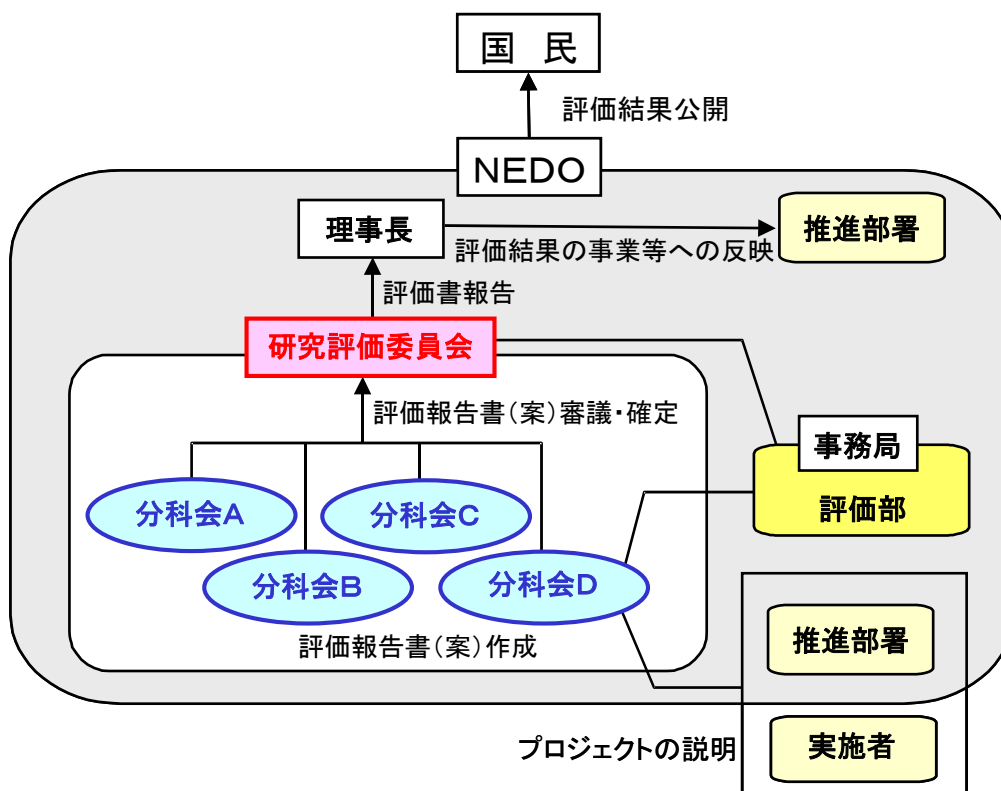 国 民
評価結果公開
NEDO
理事長
推進部署
評価結果の事業等への反映
評価書報告
研究評価委員会
評価報告書(案)審議・確定
事務局
評価部
分科会A
分科会C
分科会B
分科会D
評価報告書(案)作成
推進部署
プロジェクトの説明
実施者